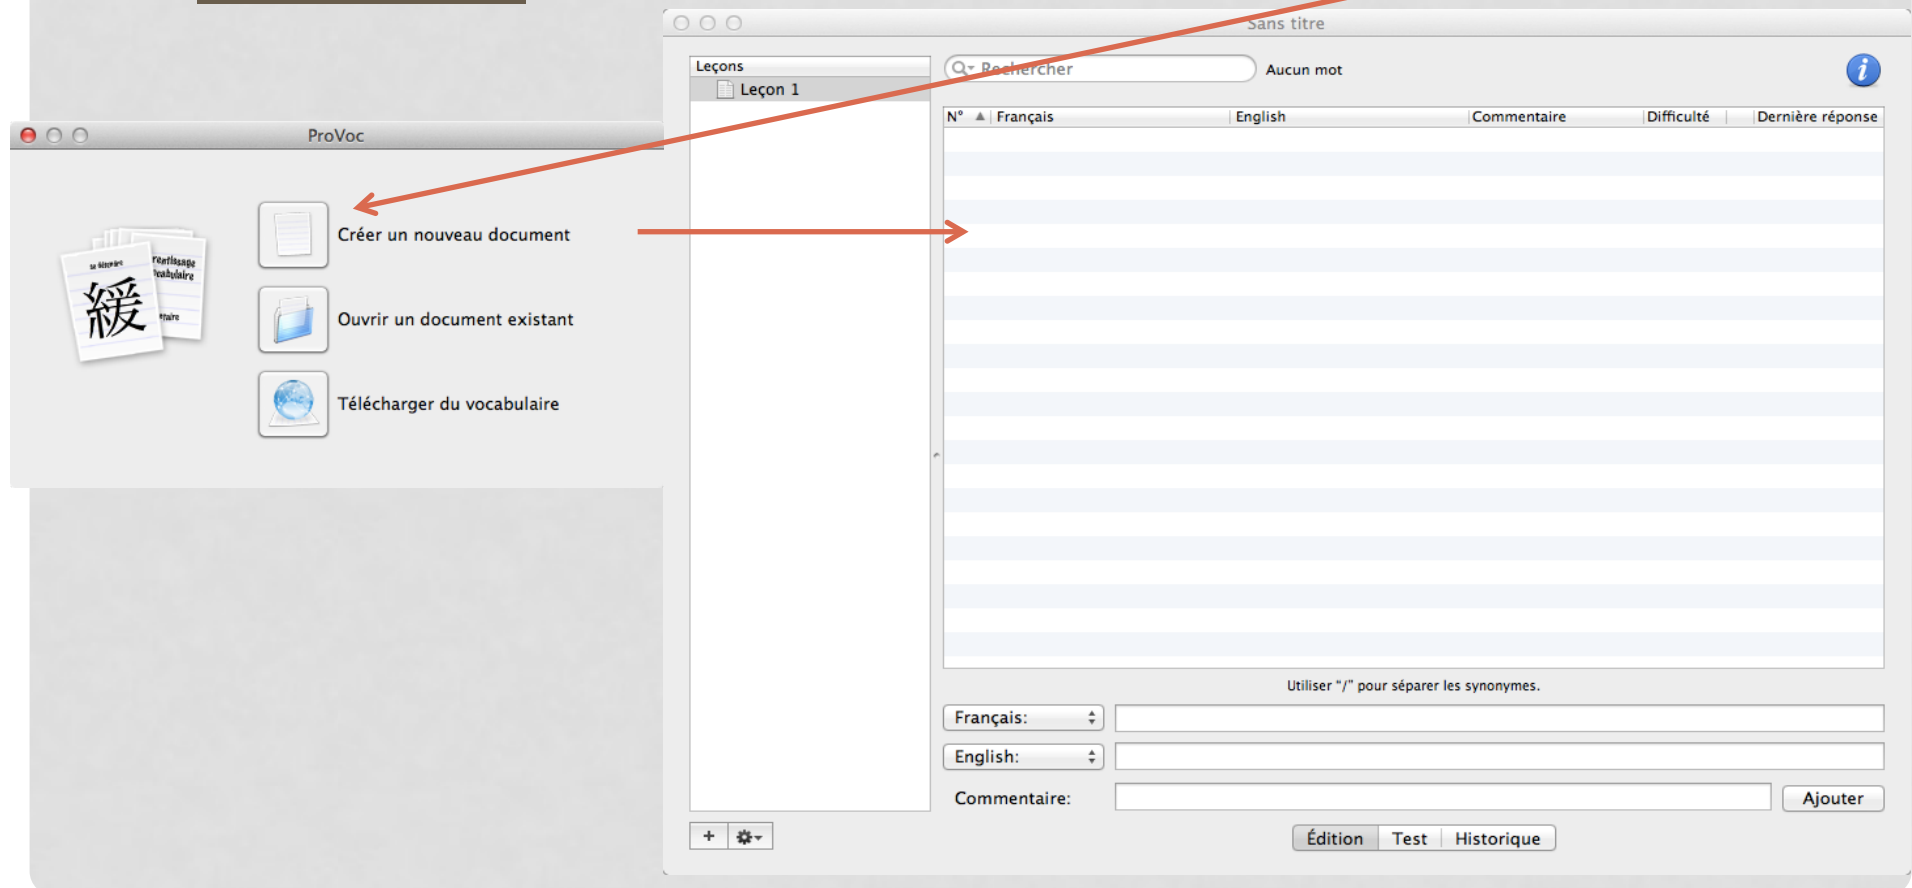 Sans titre
Leçons
Leçon 1
Rechercher
Aucun mot
N° Français English Commentaire Difficulté Dernière réponse
ProVoc
緩
Créer un nouveau document
Ouvrir un document existant
Télécharger du vocabulaire
Utiliser "/" pour séparer les synonymes.
Français:
English:
Commentaire:
Ajouter
+
Édition Test Historique